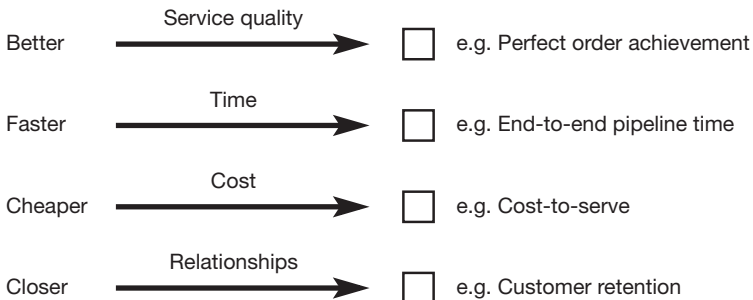 Service quality
Better
e.g. Perfect order achievement
Time
Faster
e.g. End-to-end pipeline time
Cost
Cheaper
e.g. Cost-to-serve
Relationships
Closer
e.g. Customer retention